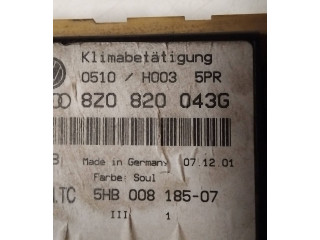 Klimabetätigung
0510 / H003 5PR
8Z0 820 043G
B Made in Germany 07.12.01
Farbe: Soul
LTC 5HB 008 185-07
III 1